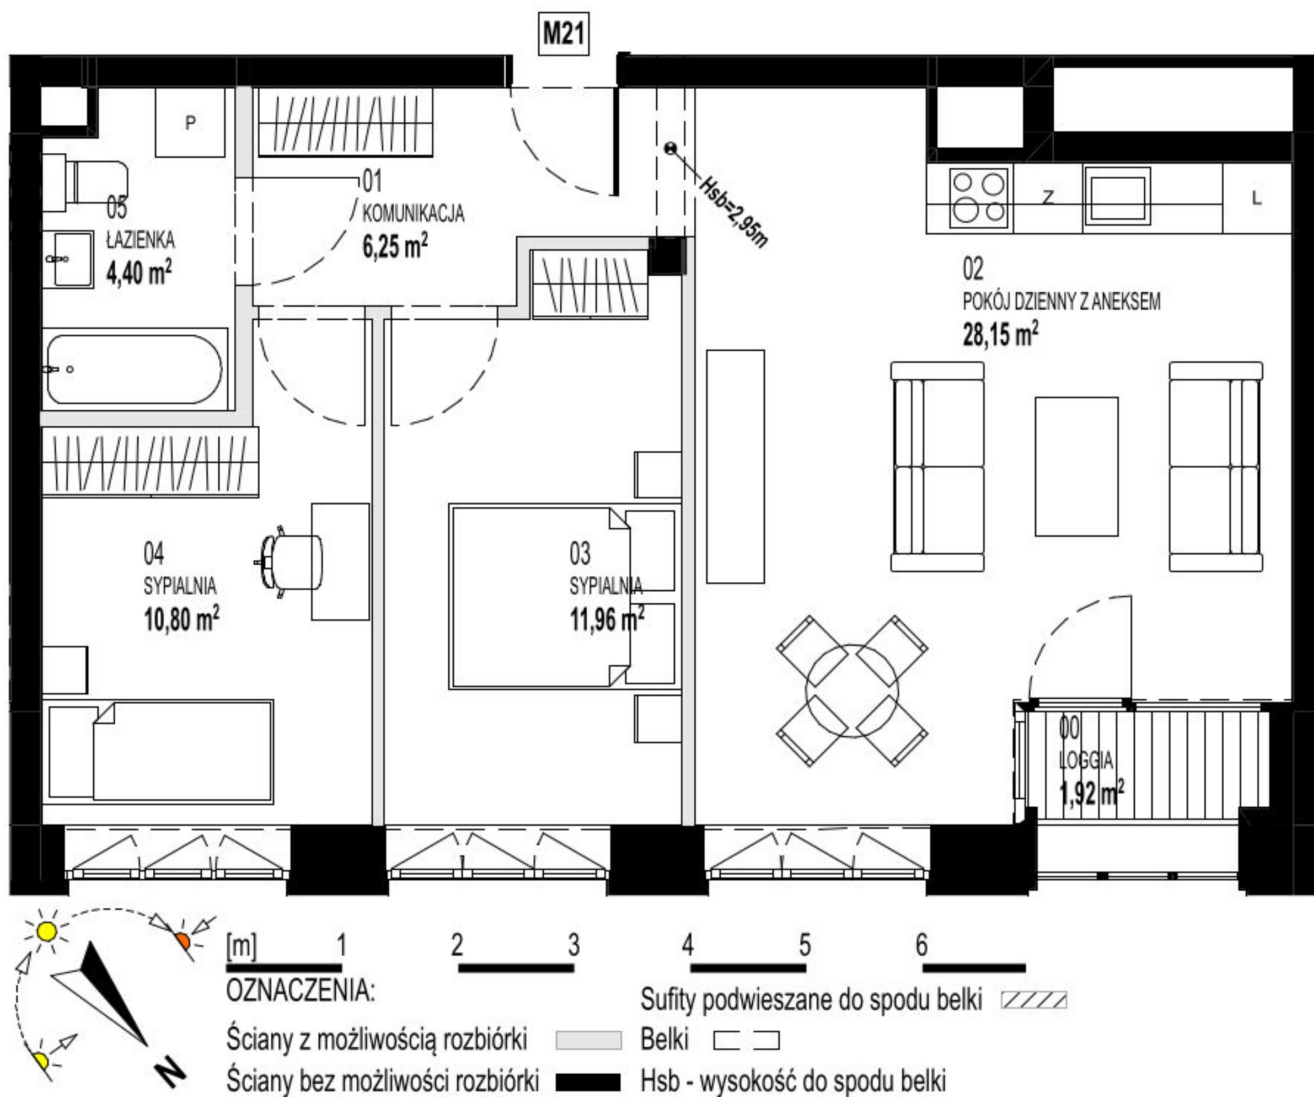 M21
P
01
KOMUNIKACJA
6,25 m²
05
ŁAZIENKA
4,40 m²
Hsb=2,95m
Z
L
02
POKÓJ DZIENNY Z ANEKSEM
28,15 m²
04
SYPIALNIA
10,80 m²
03
SYPIALNIA
11,96 m²
00
LOGGIA
1,92 m²
[m] 1 2 3 4 5 6
OZNACZENIA:
Ściany z możliwością rozbiórki
Ściany bez możliwości rozbiórki
Sufity podwieszane do spodu belki
Belki
Hsb - wysokość do spodu belki
N